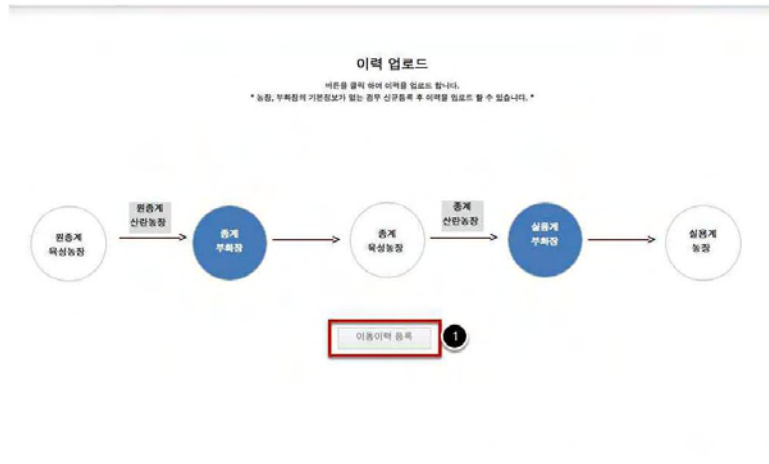 이력 업로드
버튼을 클릭 하여 이력을 업로드 합니다.
* 농장, 부화장의 기본정보가 없는 경우 신규등록 후 이력을 업로드 할 수 있습니다. *
원종계
산란농장
종계
산란농장
원종계
육성농장
종계
부화장
종계
육성농장
실용계
부화장
실용계
농장
이동이력 등록
1